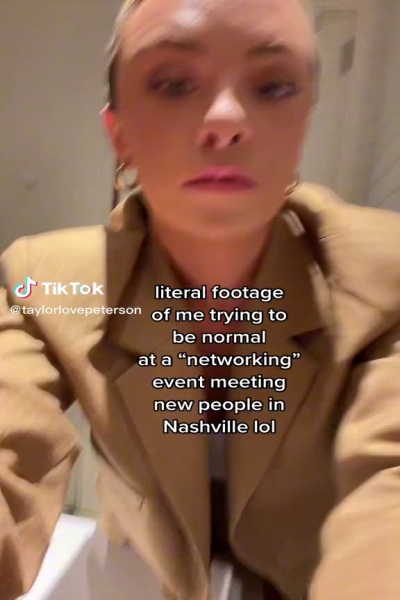 TikTok
@taylorlovepeterson
literal footage
of me trying to
be normal
at a “networking”
event meeting
new people in
Nashville lol